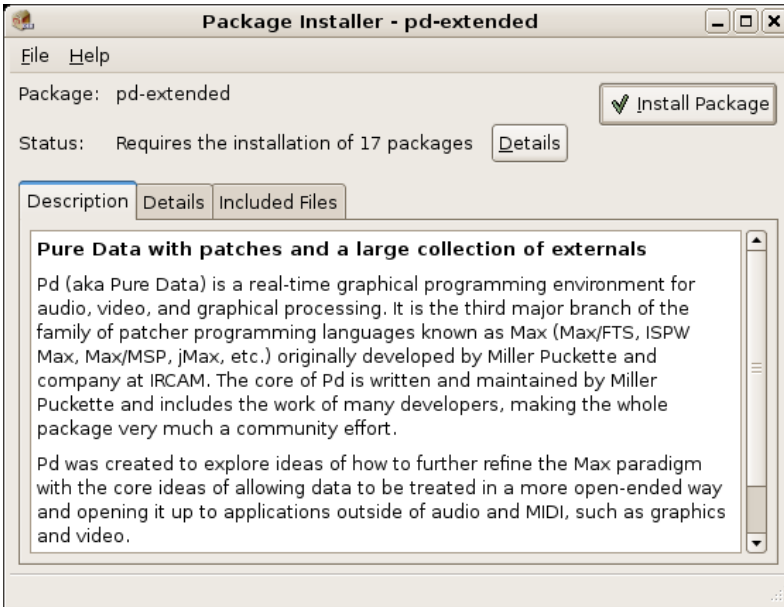 Package Installer - pd-extended
File Help
Package: pd-extended
Install Package
Status: Requires the installation of 17 packages Details
Description Details Included Files
Pure Data with patches and a large collection of externals
Pd (aka Pure Data) is a real-time graphical programming environment for
audio, video, and graphical processing. It is the third major branch of the
family of patcher programming languages known as Max (Max/FTS, ISPW
Max, Max/MSP, jMax, etc.) originally developed by Miller Puckette and
company at IRCAM. The core of Pd is written and maintained by Miller
Puckette and includes the work of many developers, making the whole
package very much a community effort.
Pd was created to explore ideas of how to further refine the Max paradigm
with the core ideas of allowing data to be treated in a more open-ended way
and opening it up to applications outside of audio and MIDI, such as graphics
and video.